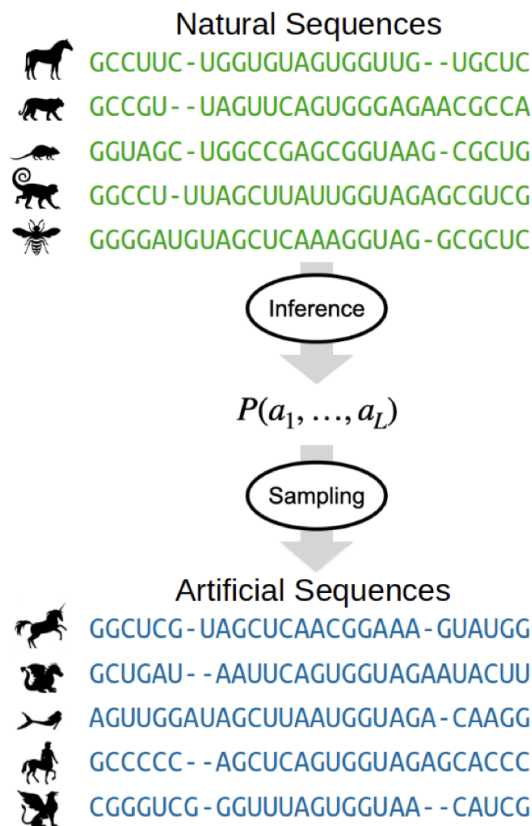 Natural Sequences
GCCUUC-UGGUGUAGUGGUUG--UGCUC
GCCGU--UAGUUCAGUGGGAGAACGCCA
GGUAGC-UGGCCGAGCGGUAAG-CGCUG
GGCCU-UUAGCUUAUUGGUAGAGCGUCG
GGGGAUGUAGCUCAAAGGUAG-GCGCUC
Inference
P(a₁, …, a_L)
Sampling
Artificial Sequences
GGCUCG-UAGCUCAACGGAAA-GUAUGG
GCUGAU--AAUUCAGUGGUAGAAUACUU
AGUUGGAUAGCUUAAUGGUAGA-CAAGG
GCCCCC--AGCUCAGUGGUAGAGCACCC
CGGGUCG-GGUUUAGUGGUAA--CAUCG